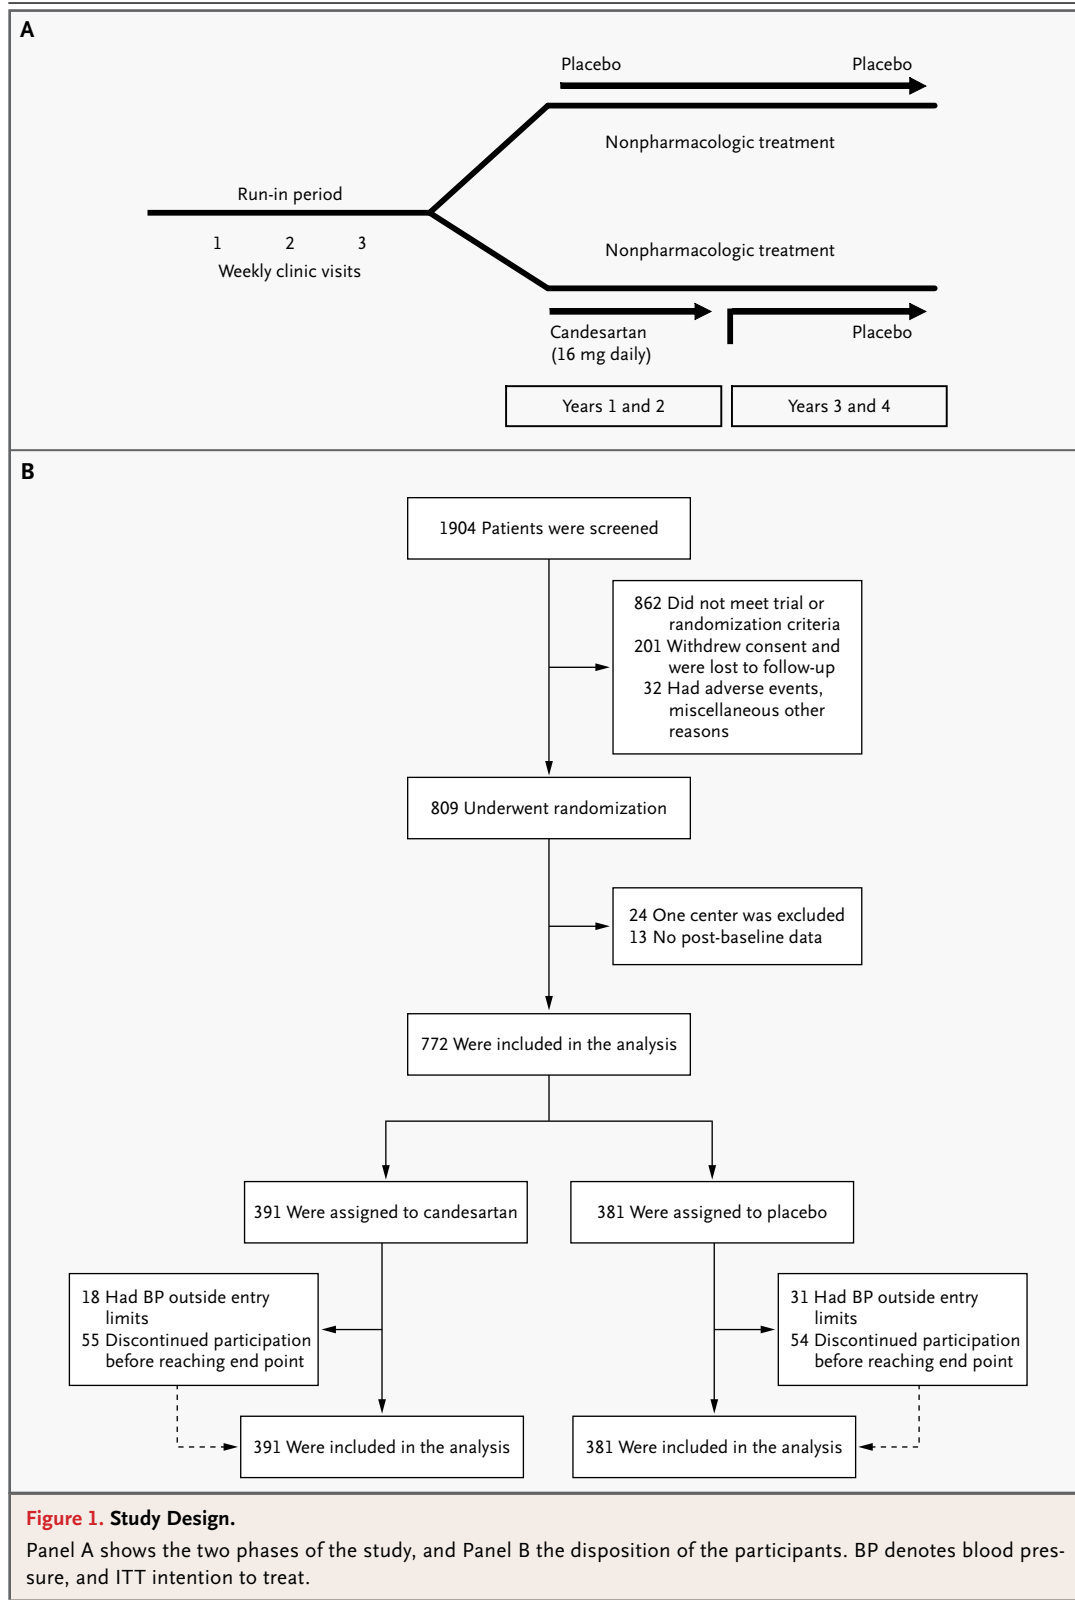 A
Placebo Placebo
Nonpharmacologic treatment
Run-in period
1 2 3
Weekly clinic visits
Nonpharmacologic treatment
Candesartan
(16 mg daily)
Placebo
Years 1 and 2
Years 3 and 4
B
1904 Patients were screened
862 Did not meet trial or
randomization criteria
201 Withdrew consent and
were lost to follow-up
32 Had adverse events,
miscellaneous other
reasons
809 Underwent randomization
24 One center was excluded
13 No post-baseline data
772 Were included in the analysis
391 Were assigned to candesartan
381 Were assigned to placebo
18 Had BP outside entry
limits
55 Discontinued participation
before reaching end point
31 Had BP outside entry
limits
54 Discontinued participation
before reaching end point
391 Were included in the analysis
381 Were included in the analysis
Figure 1. Study Design.
Panel A shows the two phases of the study, and Panel B the disposition of the participants. BP denotes blood pres-
sure, and ITT intention to treat.